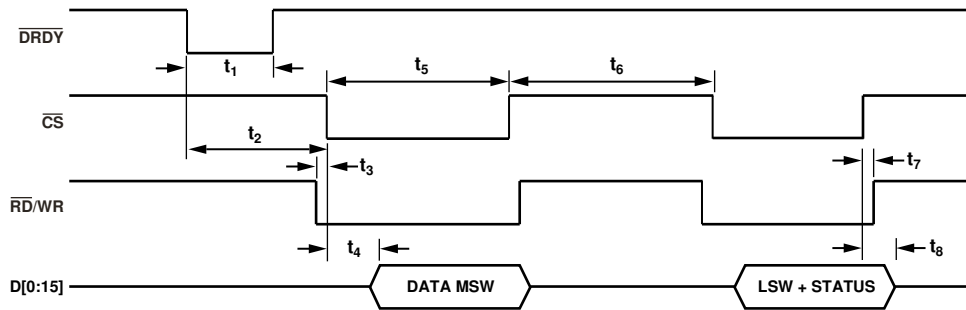 DRDY
t1
t5
t6
CS
t2
t3
t7
RD/WR
t4
t8
D[0:15]
DATA MSW
LSW + STATUS